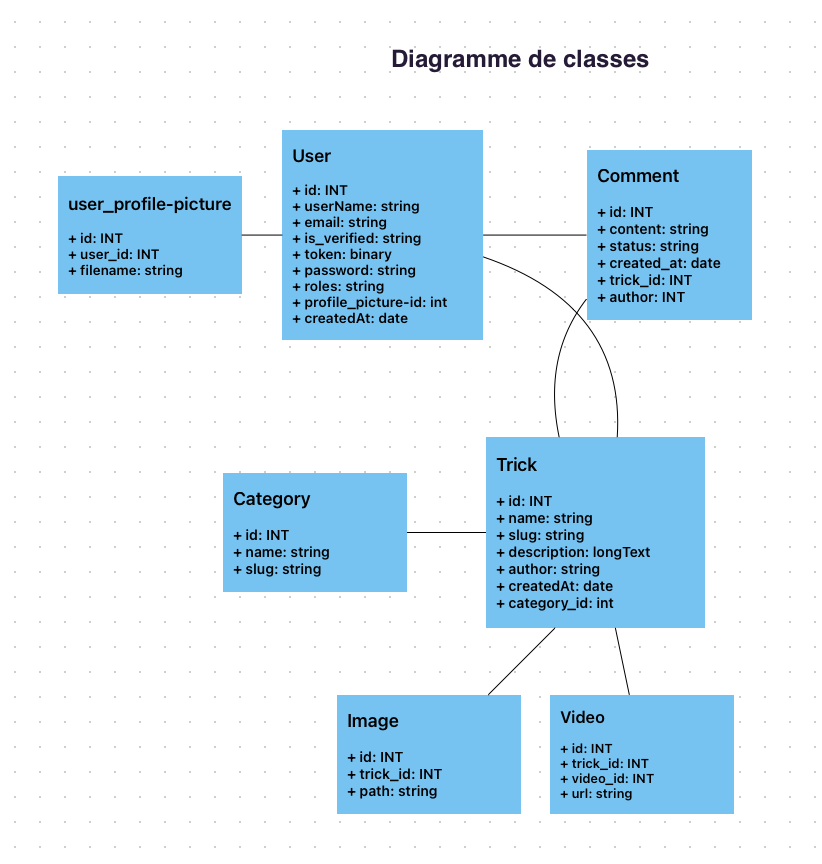 Diagramme de classes
user_profile-picture
+ id: INT
+ user_id: INT
+ filename: string
User
+ id: INT
+ userName: string
+ email: string
+ is_verified: string
+ token: binary
+ password: string
+ roles: string
+ profile_picture-id: int
+ createdAt: date
Comment
+ id: INT
+ content: string
+ status: string
+ created_at: date
+ trick_id: INT
+ author: INT
Category
+ id: INT
+ name: string
+ slug: string
Trick
+ id: INT
+ name: string
+ slug: string
+ description: longText
+ author: string
+ createdAt: date
+ category_id: int
Image
+ id: INT
+ trick_id: INT
+ path: string
Video
+ id: INT
+ trick_id: INT
+ video_id: INT
+ url: string